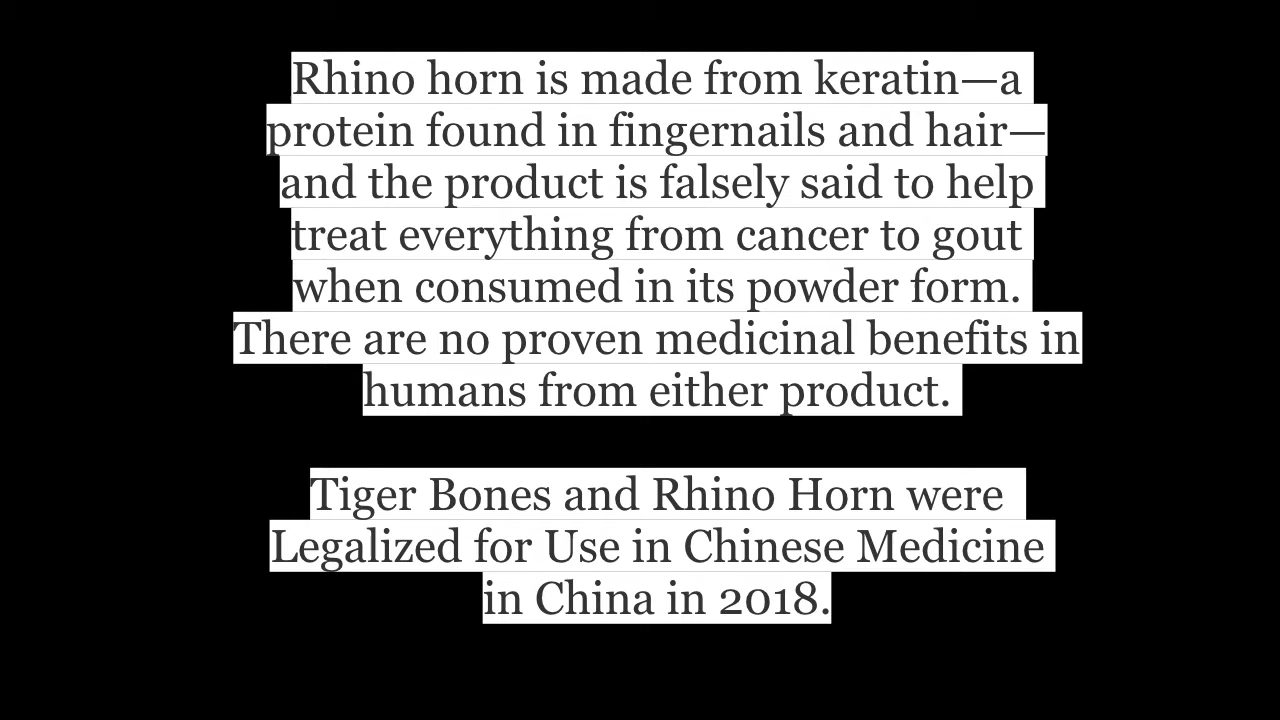 Rhino horn is made from keratin—a
protein found in fingernails and hair—
and the product is falsely said to help
treat everything from cancer to gout
when consumed in its powder form.
There are no proven medicinal benefits in
humans from either product.
Tiger Bones and Rhino Horn were
Legalized for Use in Chinese Medicine
in China in 2018.